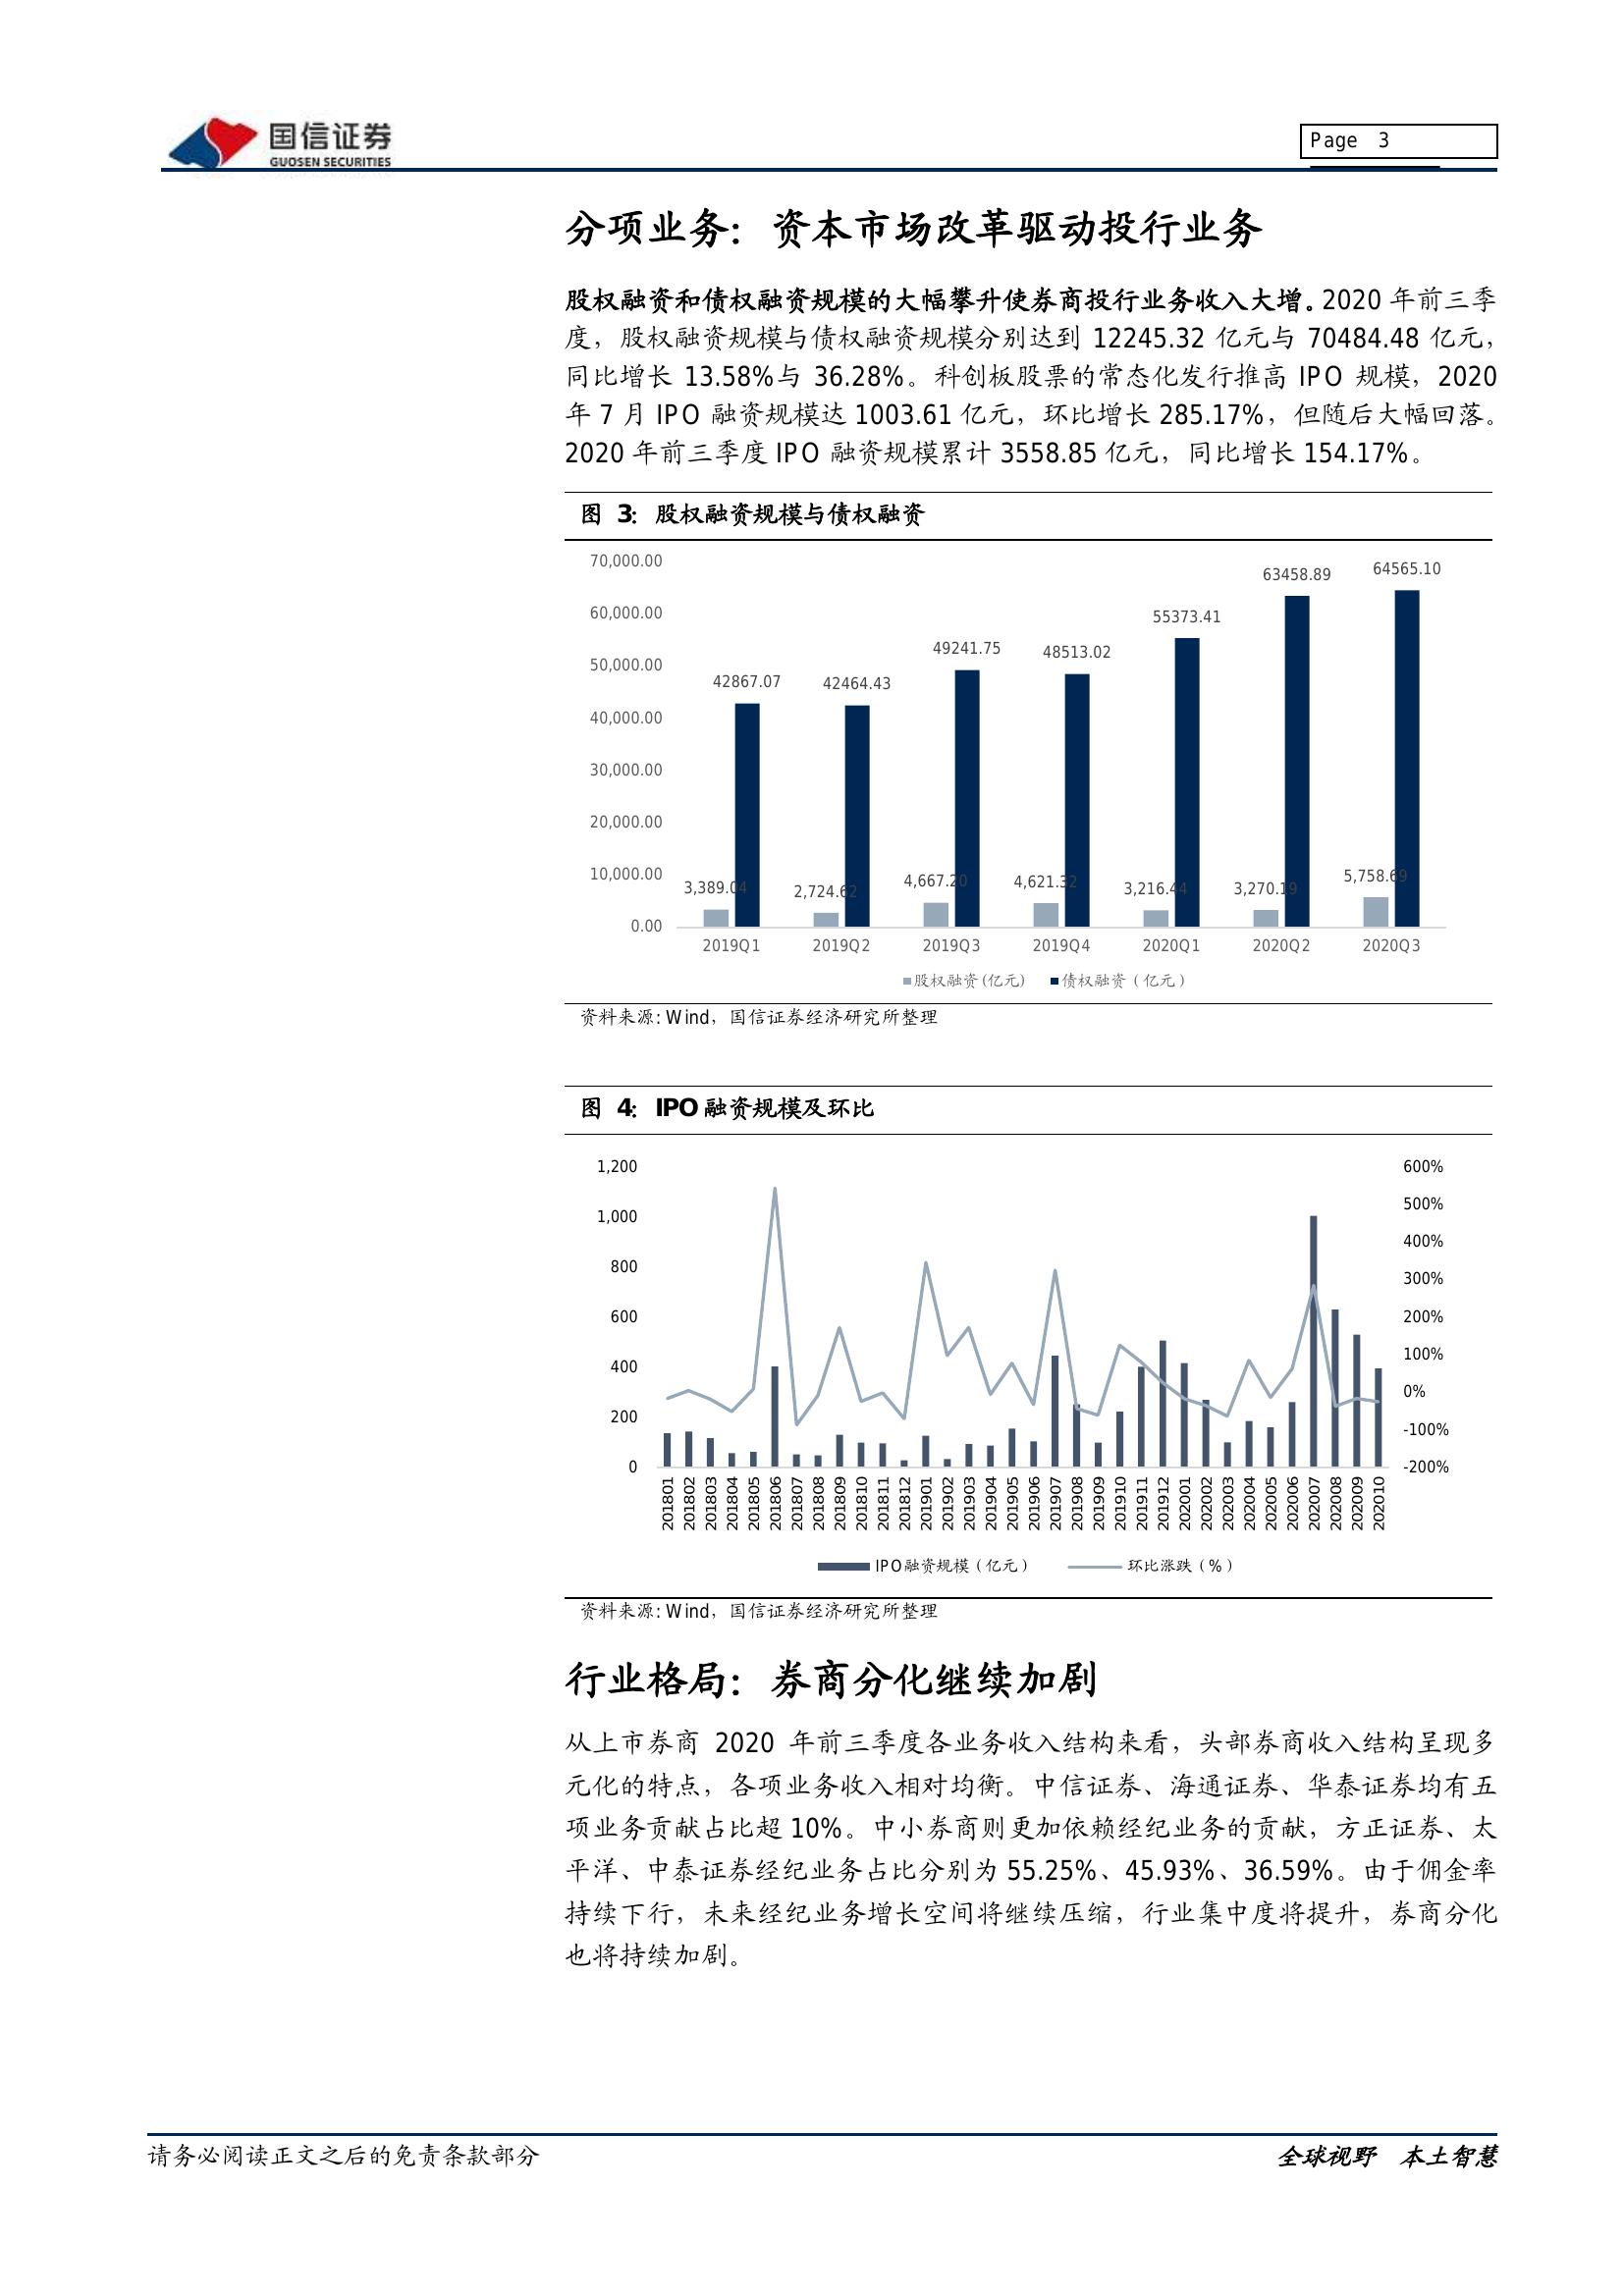 国信证券
GUOSEN SECURITIES
Page 3
分项业务：资本市场改革驱动投行业务
股权融资和债权融资规模的大幅攀升使券商投行业务收入大增。2020 年前三季
度，股权融资规模与债权融资规模分别达到 12245.32 亿元与 70484.48 亿元，
同比增长 13.58%与 36.28%。科创板股票的常态化发行推高 IPO 规模，2020
年 7 月 IPO 融资规模达 1003.61 亿元，环比增长 285.17%，但随后大幅回落。
2020 年前三季度 IPO 融资规模累计 3558.85 亿元，同比增长 154.17%。
图 3：股权融资规模与债权融资
70,000.00
60,000.00
50,000.00
40,000.00
30,000.00
20,000.00
10,000.00
0.00
42867.07
42464.43
49241.75
48513.02
55373.41
63458.89
64565.10
3,389.04
2,724.62
4,667.20
4,621.32
3,216.44
3,270.19
5,758.69
2019Q1 2019Q2 2019Q3 2019Q4 2020Q1 2020Q2 2020Q3
股权融资(亿元) 债权融资（亿元）
资料来源：Wind，国信证券经济研究所整理
图 4：IPO 融资规模及环比
1,200
1,000
800
600
400
200
0
600%
500%
400%
300%
200%
100%
0%
-100%
-200%
201801 201802 201803 201804 201805 201806 201807 201808 201809 201810 201811 201812 201901 201902 201903 201904 201905 201906 201907 201908 201909 201910 201911 201912 202001 202002 202003 202004 202005 202006 202007 202008 202009 202010
IPO融资规模（亿元） 环比涨跌（%）
资料来源：Wind，国信证券经济研究所整理
行业格局：券商分化继续加剧
从上市券商 2020 年前三季度各业务收入结构来看，头部券商收入结构呈现多
元化的特点，各项业务收入相对均衡。中信证券、海通证券、华泰证券均有五
项业务贡献占比超 10%。中小券商则更加依赖经纪业务的贡献，方正证券、太
平洋、中泰证券经纪业务占比分别为 55.25%、45.93%、36.59%。由于佣金率
持续下行，未来经纪业务增长空间将继续压缩，行业集中度将提升，券商分化
也将持续加剧。
请务必阅读正文之后的免责条款部分
全球视野 本土智慧